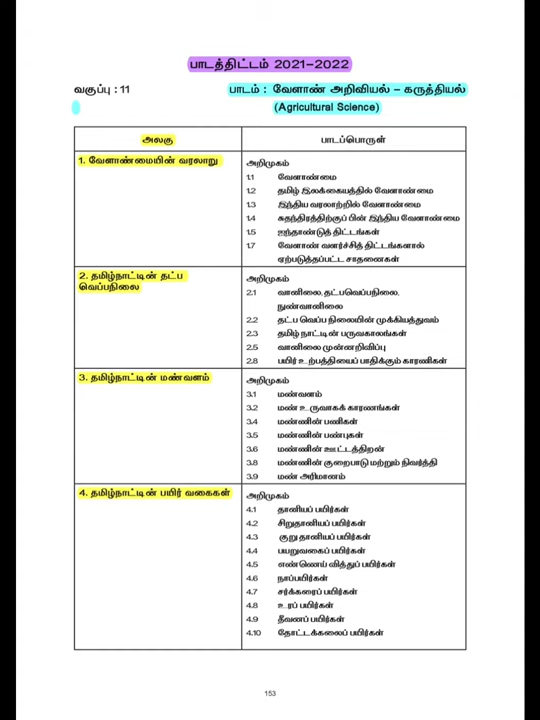 பாடத்திட்டம் 2021-2022
வகுப்பு : 11
பாடம் : வேளாண் அறிவியல் – கருத்தியல்
(Agricultural Science)
அலகு
பாடப்பொருள்
1. வேளாண்மையின் வரலாறு
அறிமுகம்
1.1 வேளாண்மை
1.2 தமிழ் இலக்கையத்தில் வேளாண்மை
1.3 இந்திய வரலாற்றில் வேளாண்மை
1.4 சுதந்திரத்திற்குப் பின் இந்திய வேளாண்மை
1.5 ஐந்தாண்டுத் திட்டங்கள்
1.7 வேளாண் வளர்ச்சித் திட்டங்களால்
ஏற்படுத்தப்பட்ட சாதனைகள்
2. தமிழ்நாட்டின் தட்ப
வெப்பநிலை
அறிமுகம்
2.1 வானிலை, தட்பவெப்பநிலை,
நுண்வானிலை
2.2 தட்ப வெப்ப நிலையின் முக்கியத்துவம்
2.3 தமிழ் நாட்டின் பருவகாலங்கள்
2.5 வானிலை முன்னறிவிப்பு
2.8 பயிர் உற்பத்தியைப் பாதிக்கும் காரணிகள்
3. தமிழ்நாட்டின் மண்வளம்
அறிமுகம்
3.1 மண்வளம்
3.2 மண் உருவாகக் காரணங்கள்
3.4 மண்ணின் பணிகள்
3.5 மண்ணின் பண்புகள்
3.6 மண்ணின் ஊட்டத்திறன்
3.8 மண்ணின் குறைபாடு மற்றும் நிவர்த்தி
3.9 மண் அரிமானம்
4. தமிழ்நாட்டின் பயிர் வகைகள்
அறிமுகம்
4.1 தானியப் பயிர்கள்
4.2 சிறுதானியப் பயிர்கள்
4.3 குறு தானியப் பயிர்கள்
4.4 பயறுவகைப் பயிர்கள்
4.5 எண்ணெய் வித்துப் பயிர்கள்
4.6 நாப்பயிர்கள்
4.7 சர்க்கரைப் பயிர்கள்
4.8 உரப் பயிர்கள்
4.9 தீவனப் பயிர்கள்
4.10 தோட்டக்கலைப் பயிர்கள்
153